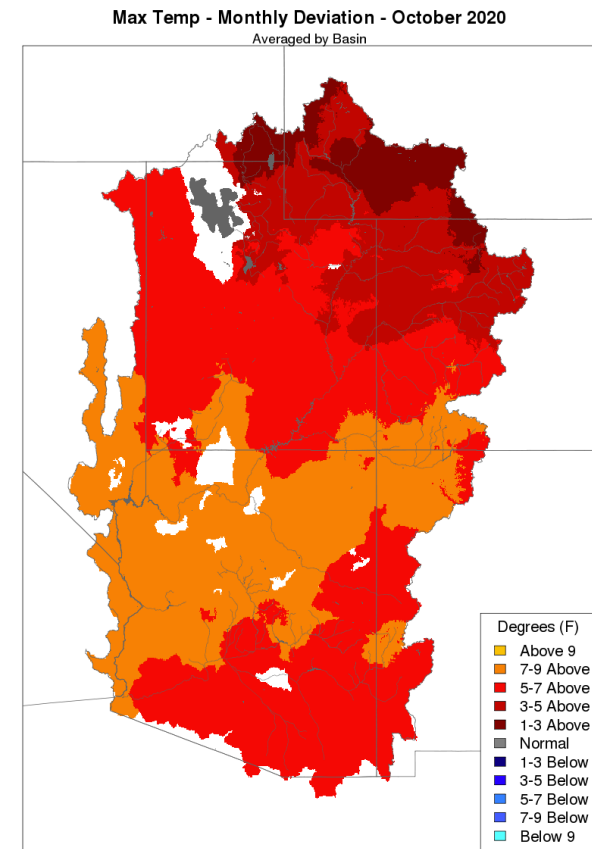 Max Temp - Monthly Deviation - October 2020
Averaged by Basin
Degrees (F)
Above 9
7-9 Above
5-7 Above
3-5 Above
1-3 Above
Normal
1-3 Below
3-5 Below
5-7 Below
7-9 Below
Below 9